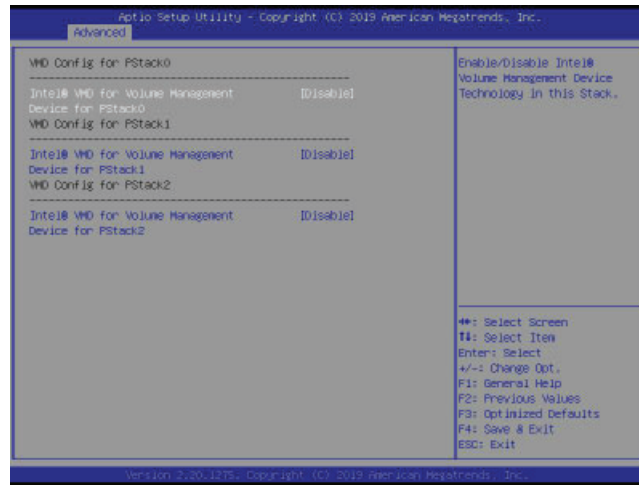 Aptio Setup Utility - Copyright (C) 2019 American Megatrends, Inc.
Advanced
VMD Config for PStack0
Intel® VMD for Volume Management [Disable]
Device for PStack0
VMD Config for PStack1
Intel® VMD for Volume Management [Disable]
Device for PStack1
VMD Config for PStack2
Intel® VMD for Volume Management [Disable]
Device for PStack2
Enable/Disable Intel®
Volume Management Device
Technology in this Stack.
→←: Select Screen
↑↓: Select Item
Enter: Select
+/-: Change Opt.
F1: General Help
F2: Previous Values
F3: Optimized Defaults
F4: Save & Exit
ESC: Exit
Version 2.20.1275. Copyright (C) 2019 American Megatrends, Inc.